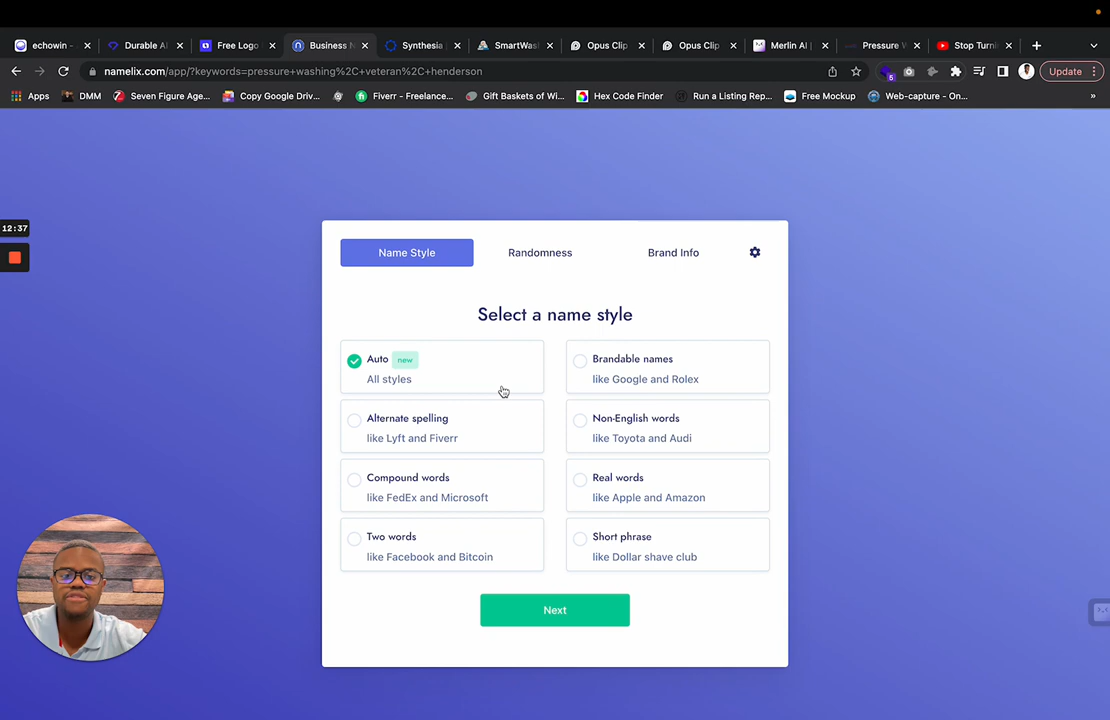 echowin -
Durable AI
Free Logo
Business N
Synthesia
SmartWas
Opus Clip
Opus Clip
Merlin AI |
Pressure W
Stop Turni
namelix.com/app/?keywords=pressure+washing%2C+veteran%2C+henderson
5
Update
Apps
DMM
Seven Figure Age...
Copy Google Driv...
Fiverr - Freelance...
Gift Baskets of Wi...
Hex Code Finder
Run a Listing Rep...
Free Mockup
Web-capture - On...
»
12:37
Name Style
Randomness
Brand Info
Select a name style
Auto new
All styles
Brandable names
like Google and Rolex
Alternate spelling
like Lyft and Fiverr
Non-English words
like Toyota and Audi
Compound words
like FedEx and Microsoft
Real words
like Apple and Amazon
Two words
like Facebook and Bitcoin
Short phrase
like Dollar shave club
Next